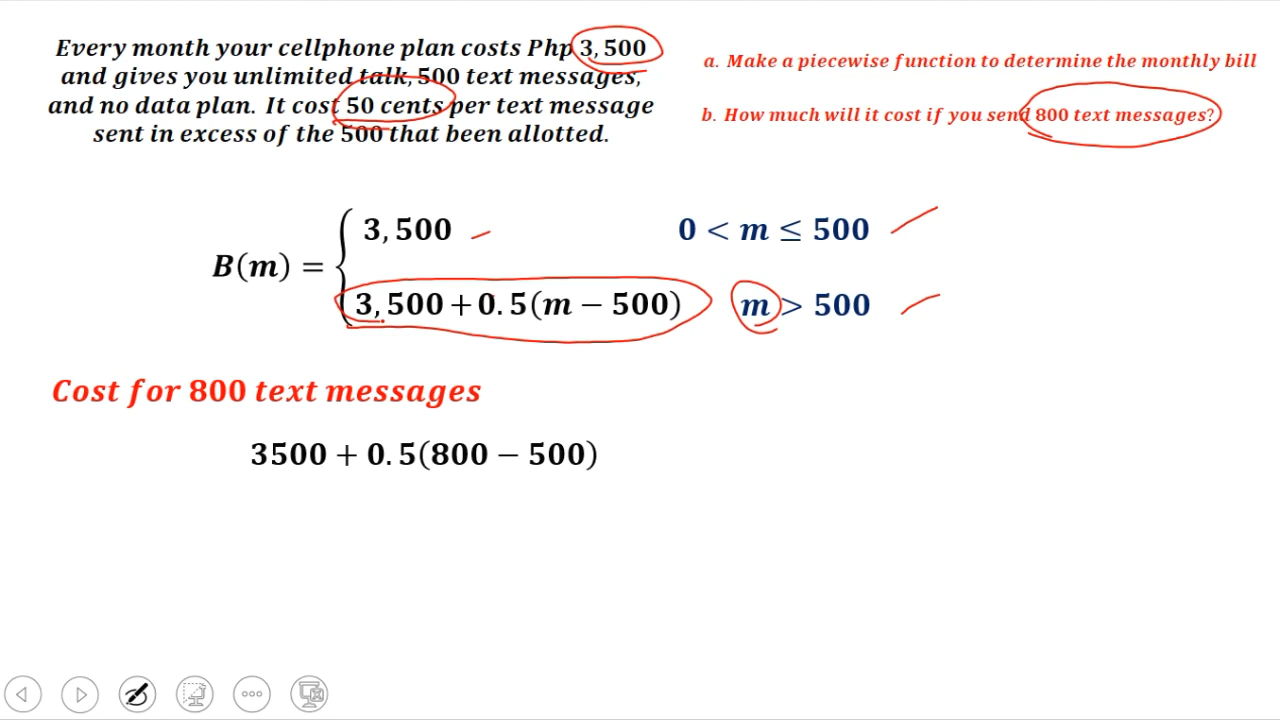 Every month your cellphone plan costs Php 3,500
and gives you unlimited talk, 500 text messages,
and no data plan. It cost 50 cents per text message
sent in excess of the 500 that been allotted.
a. Make a piecewise function to determine the monthly bill
b. How much will it cost if you send 800 text messages?
3,500 0 < m ≤ 500
B(m) =
3,500 + 0.5(m − 500) m > 500
Cost for 800 text messages
3500 + 0.5(800 − 500)